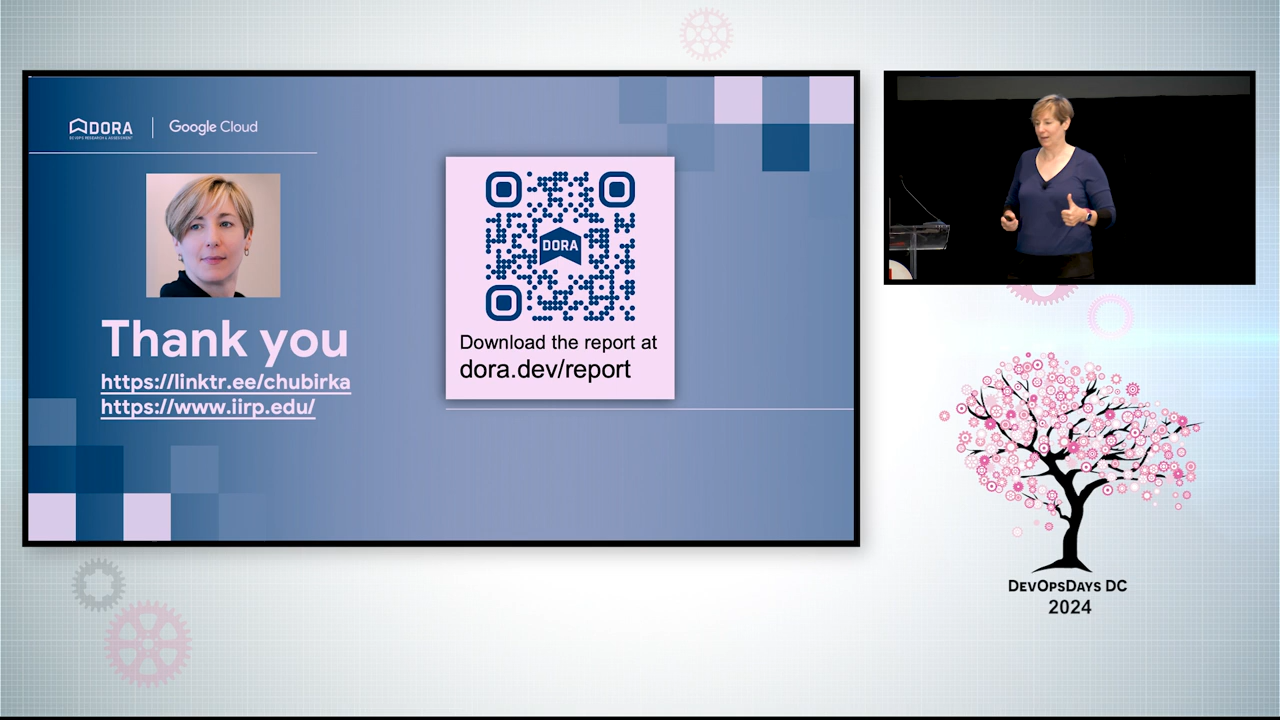 DORA
DEVOPS RESEARCH & ASSESSMENT
Google Cloud
DORA
Download the report at
dora.dev/report
Thank you
https://linktr.ee/chubirka
https://www.iirp.edu/
DevOpsDays DC
2024